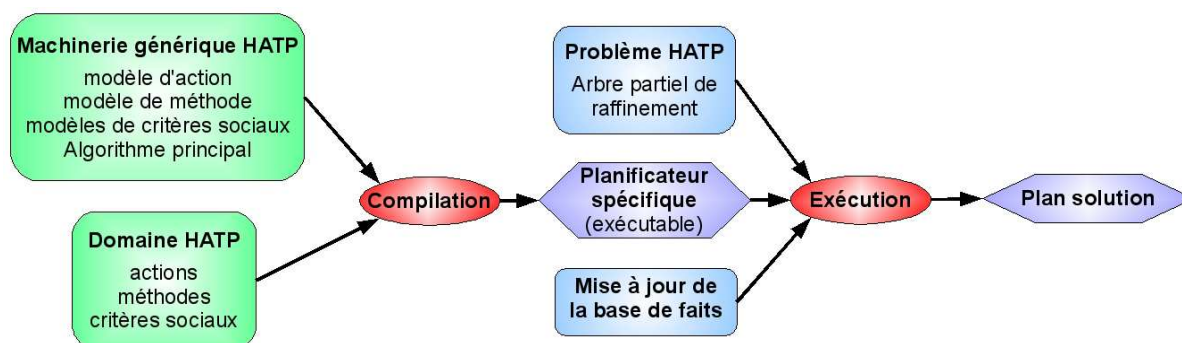 Machinerie générique HATP
modèle d'action
modèle de méthode
modèles de critères sociaux
Algorithme principal
Domaine HATP
actions
méthodes
critères sociaux
Compilation
Problème HATP
Arbre partiel de
raffinement
Planificateur
spécifique
(exécutable)
Mise à jour de
la base de faits
Exécution
Plan solution